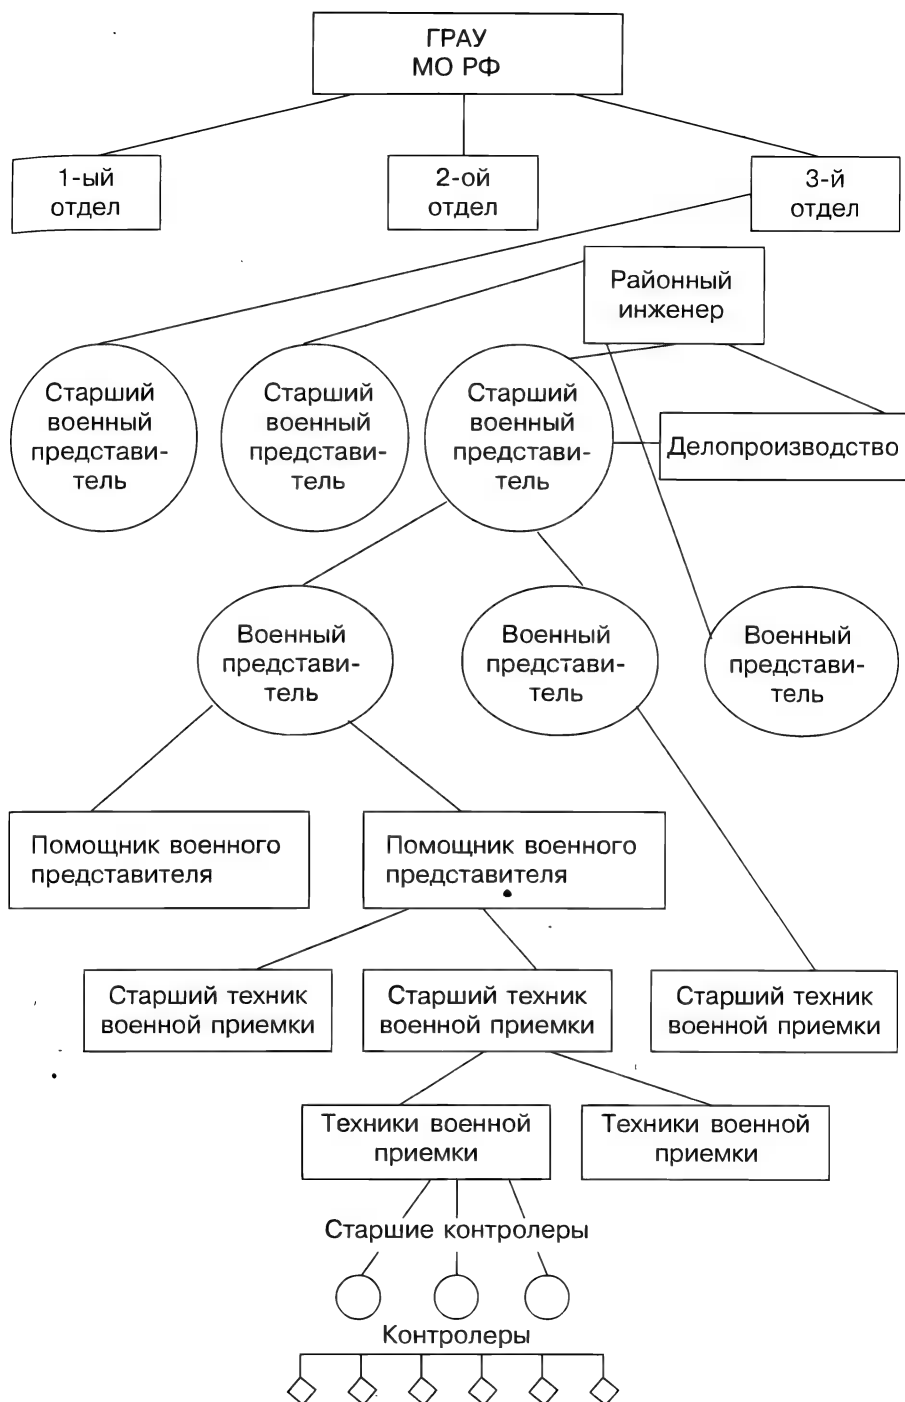 ГРАУ
МО РФ
1-ый
отдел
2-ой
отдел
3-й
отдел
Районный
инженер
Старший
военный
представи-
тель
Старший
военный
представи-
тель
Старший
военный
представи-
тель
Делопроизводство
Военный
представи-
тель
Военный
представи-
тель
Военный
представи-
тель
Помощник военного
представителя
Помощник военного
представителя
Старший техник
военной приемки
Старший техник
военной приемки
Старший техник
военной приемки
Техники военной
приемки
Техники военной
приемки
Старшие контролеры
Контролеры